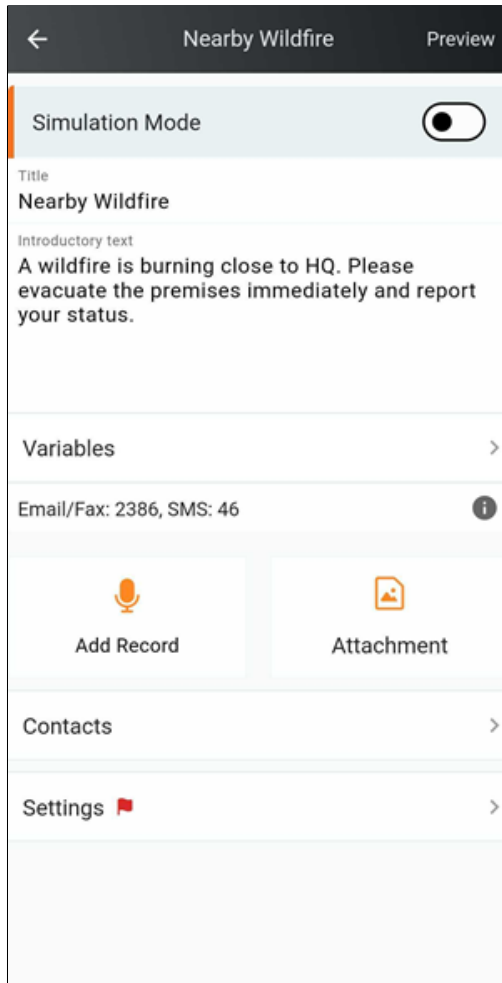 Nearby Wildfire
Preview
Simulation Mode
Title
Nearby Wildfire
Introductory text
A wildfire is burning close to HQ. Please
evacuate the premises immediately and report
your status.
Variables
Email/Fax: 2386, SMS: 46
Add Record
Attachment
Contacts
Settings